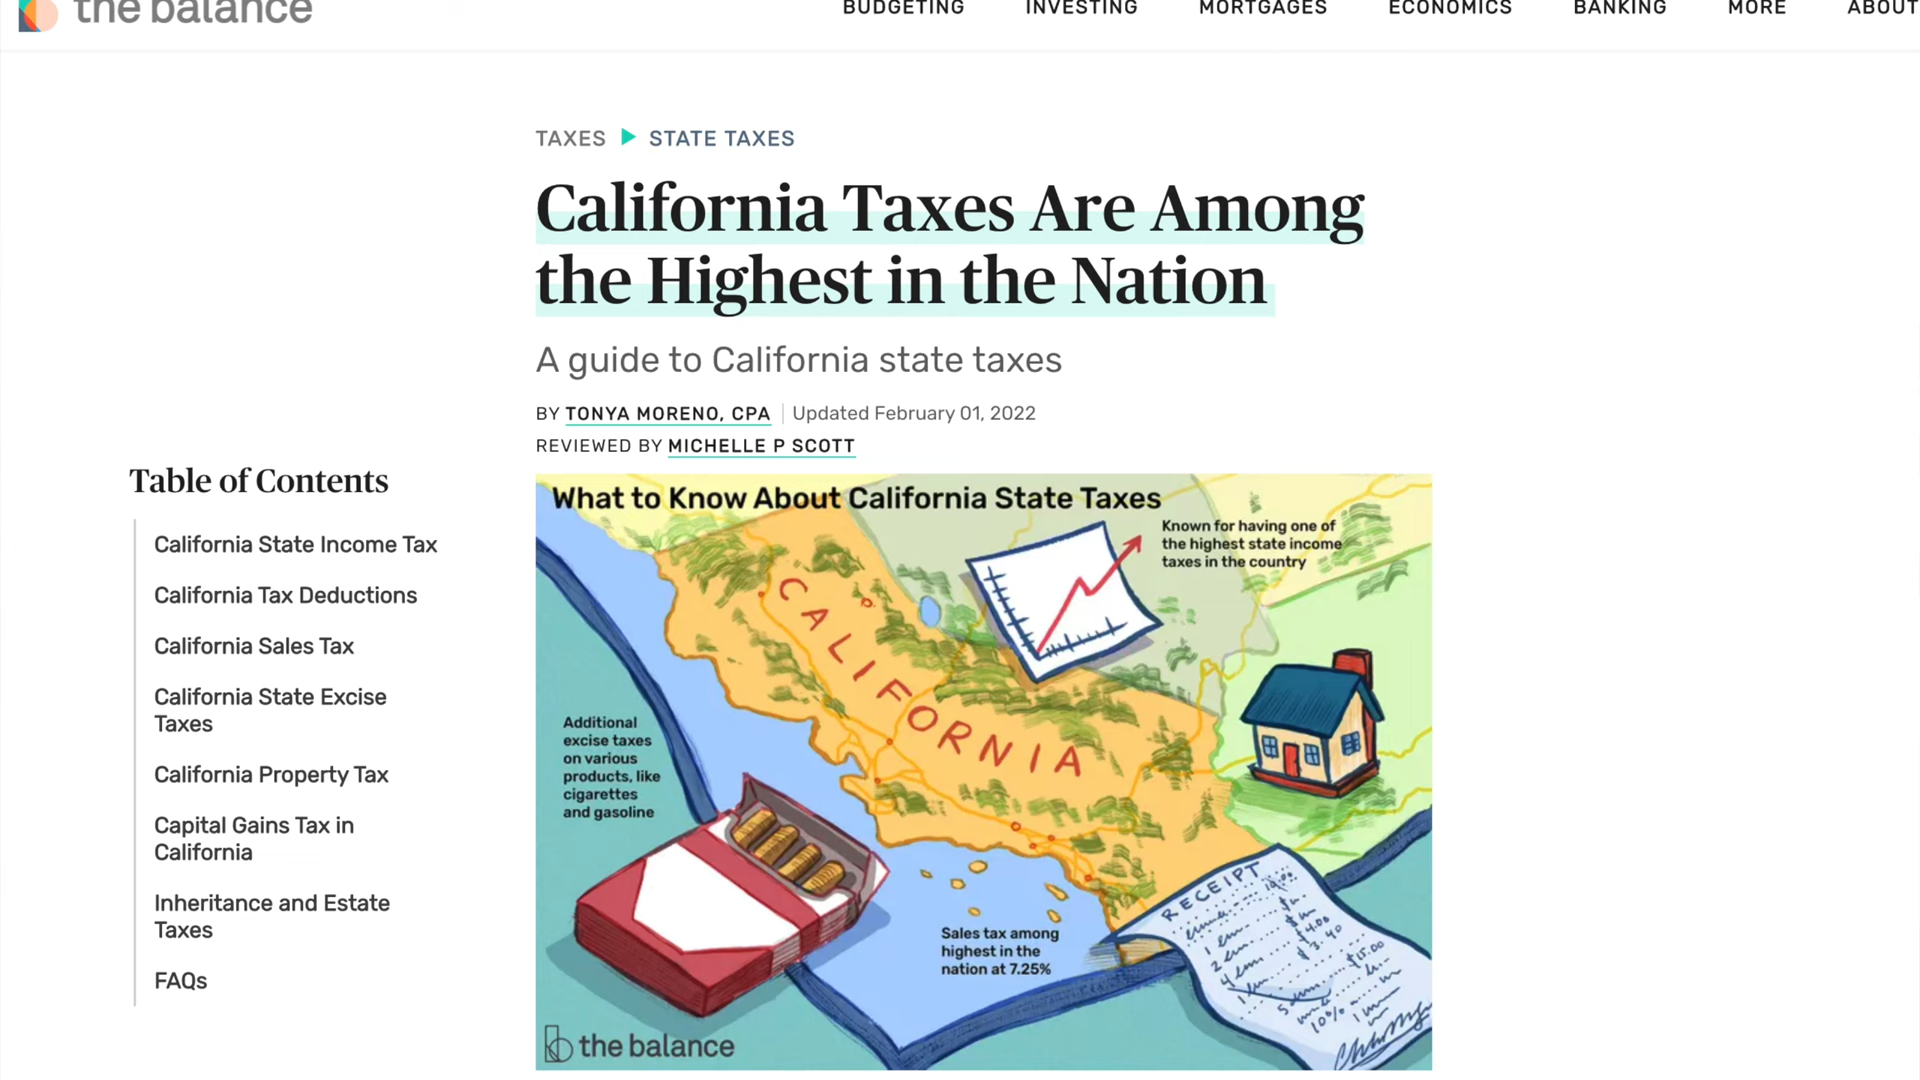 the balance
BUDGETING INVESTING MORTGAGES ECONOMICS BANKING MORE ABOUT
TAXES STATE TAXES
California Taxes Are Among
the Highest in the Nation
A guide to California state taxes
BY TONYA MORENO, CPA Updated February 01, 2022
REVIEWED BY MICHELLE P SCOTT
Table of Contents
California State Income Tax
California Tax Deductions
California Sales Tax
California State Excise
Taxes
California Property Tax
Capital Gains Tax in
California
Inheritance and Estate
Taxes
FAQs
What to Know About California State Taxes
Known for having one of
the highest state income
taxes in the country
CALIFORNIA
Additional
excise taxes
on various
products, like
cigarettes
and gasoline
Sales tax among
highest in the
nation at 7.25%
RECEIPT
$4.00
$15.00
10%
the balance